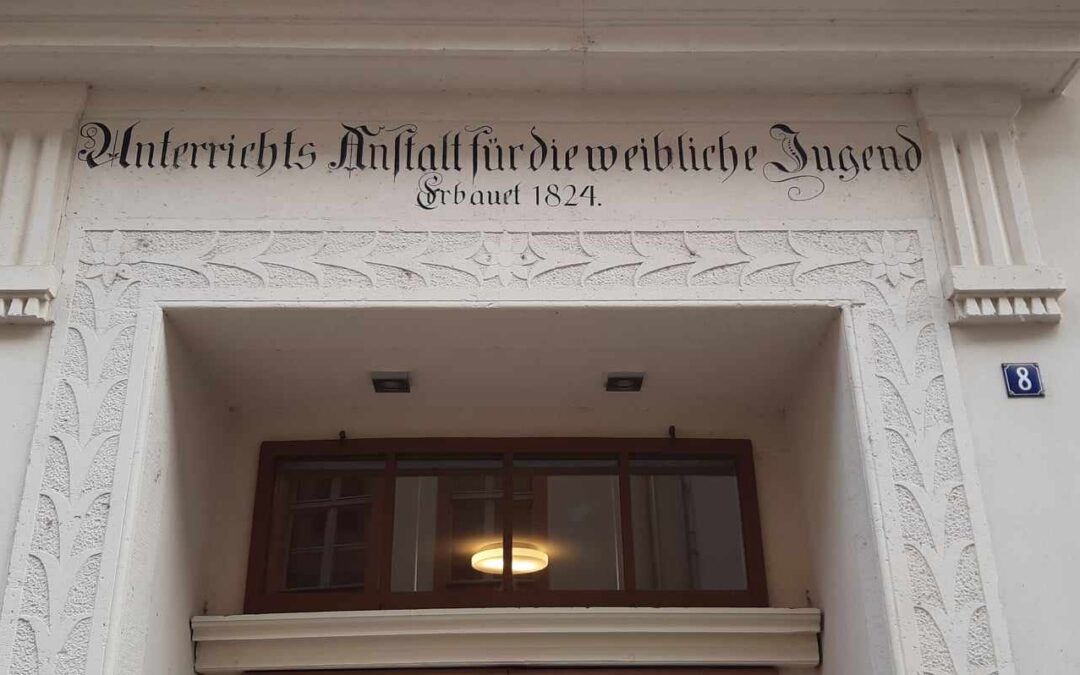 Unterrichts Anſtalt für die weibliche Jugend
Erbauet 1824.
8